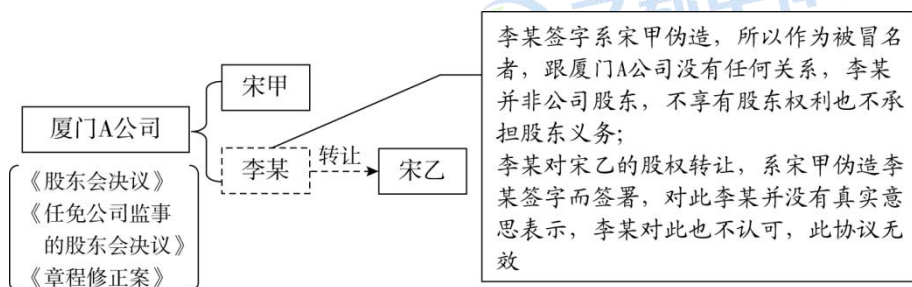 宋甲
厦门A公司
李某
转让
宋乙
《股东会决议》
《任免公司监事
的股东会决议》
《章程修正案》
李某签字系宋甲伪造，所以作为被冒名
者，跟厦门A公司没有任何关系，李某
并非公司股东，不享有股东权利也不承
担股东义务；
李某对宋乙的股权转让，系宋甲伪造李
某签字而签署，对此李某并没有真实意
思表示，李某对此也不认可，此协议无
效